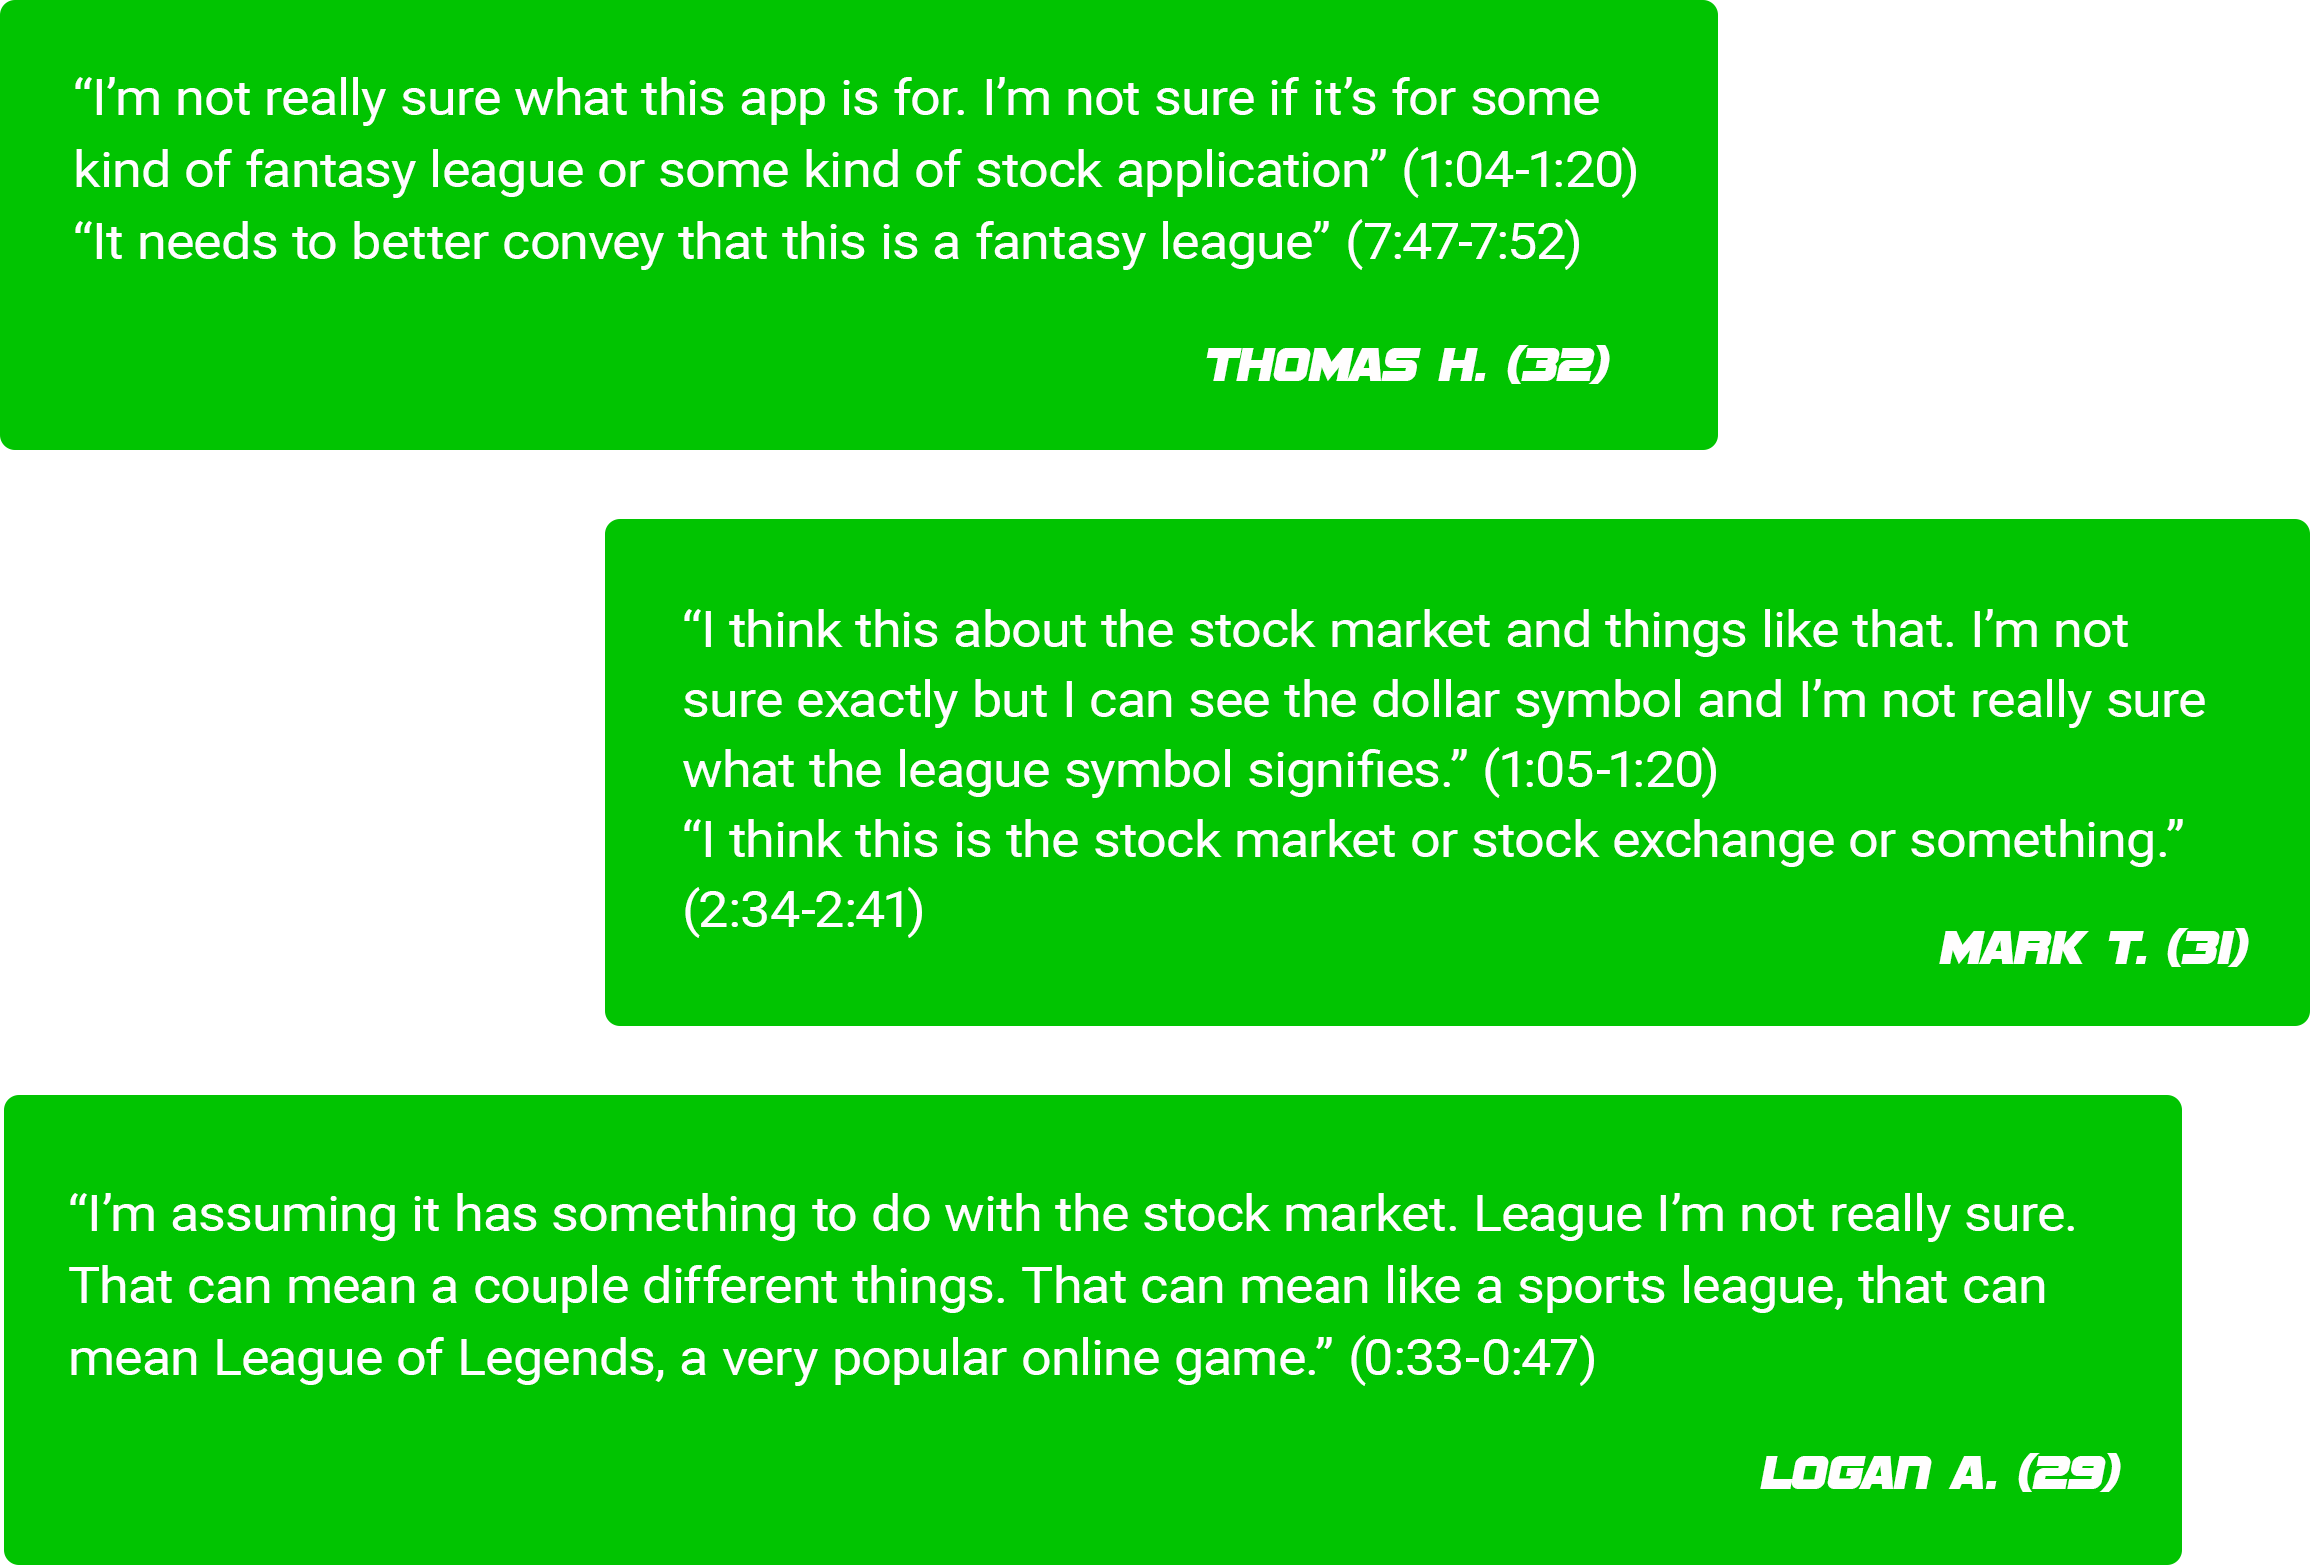 “I’m not really sure what this app is for. I’m not sure if it’s for some
kind of fantasy league or some kind of stock application” (1:04-1:20)
“It needs to better convey that this is a fantasy league” (7:47-7:52)
THOMAS H. (32)
“I think this about the stock market and things like that. I’m not
sure exactly but I can see the dollar symbol and I’m not really sure
what the league symbol signifies.” (1:05-1:20)
“I think this is the stock market or stock exchange or something.”
(2:34-2:41)
MARK T. (31)
“I’m assuming it has something to do with the stock market. League I’m not really sure.
That can mean a couple different things. That can mean like a sports league, that can
mean League of Legends, a very popular online game.” (0:33-0:47)
LOGAN A. (29)